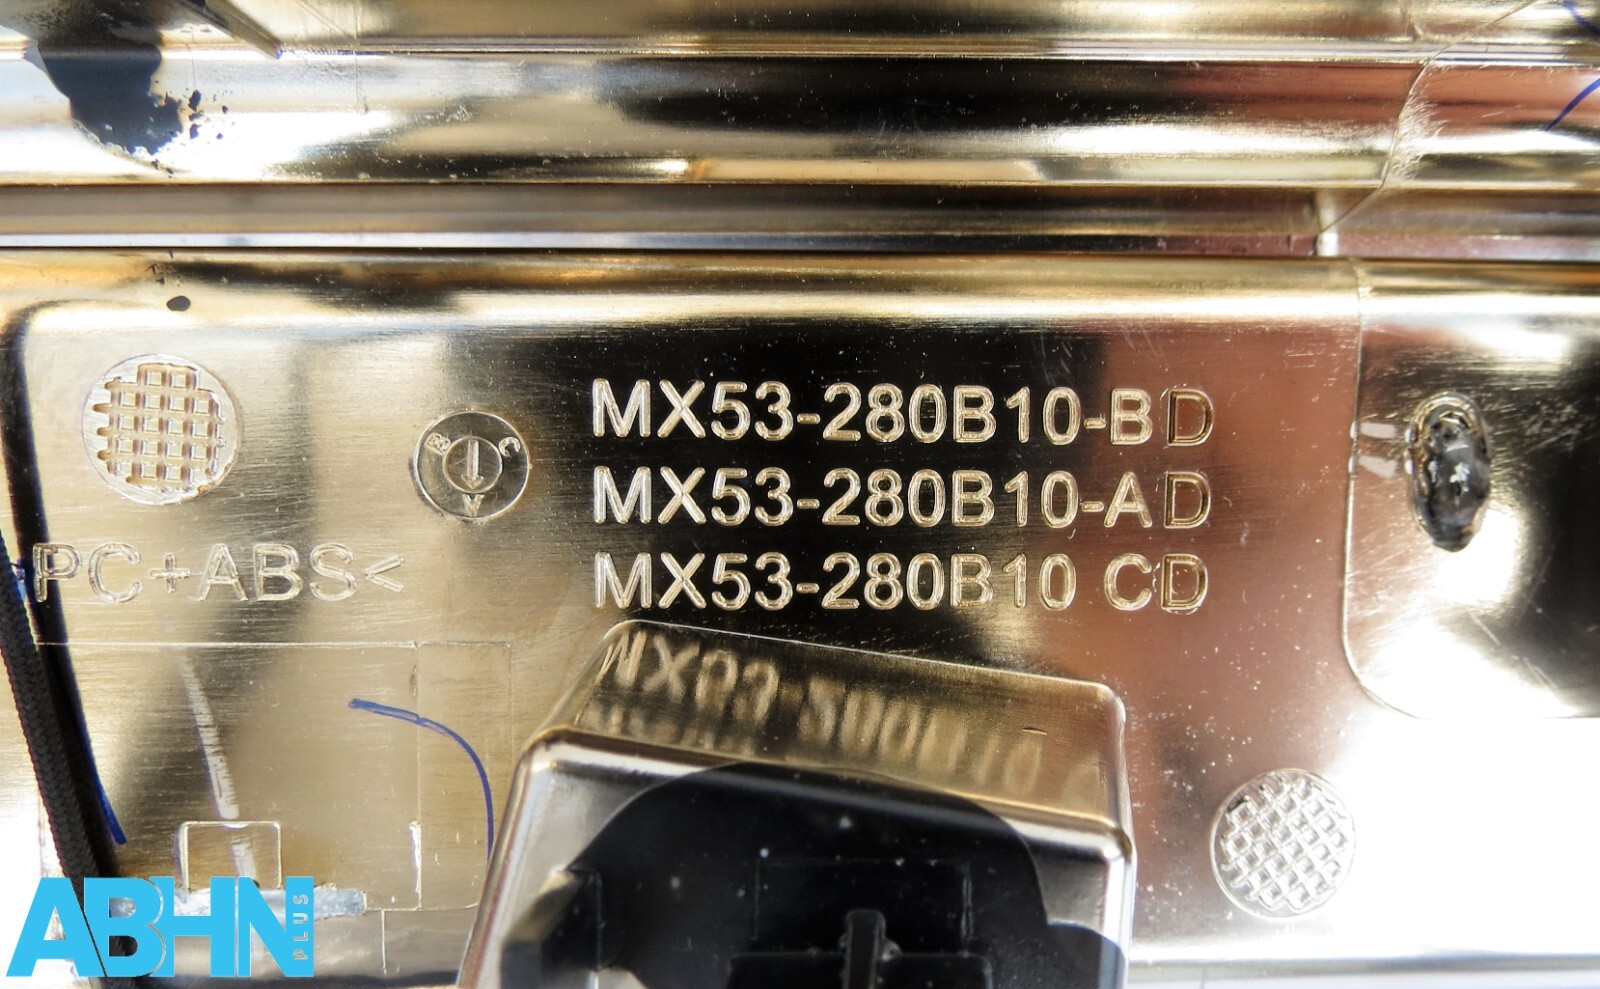 MX53-280B10-BD
MX53-280B10-AD
MX53-280B10 CD
B C
A
PC+ABS<
ABHN
PLUS